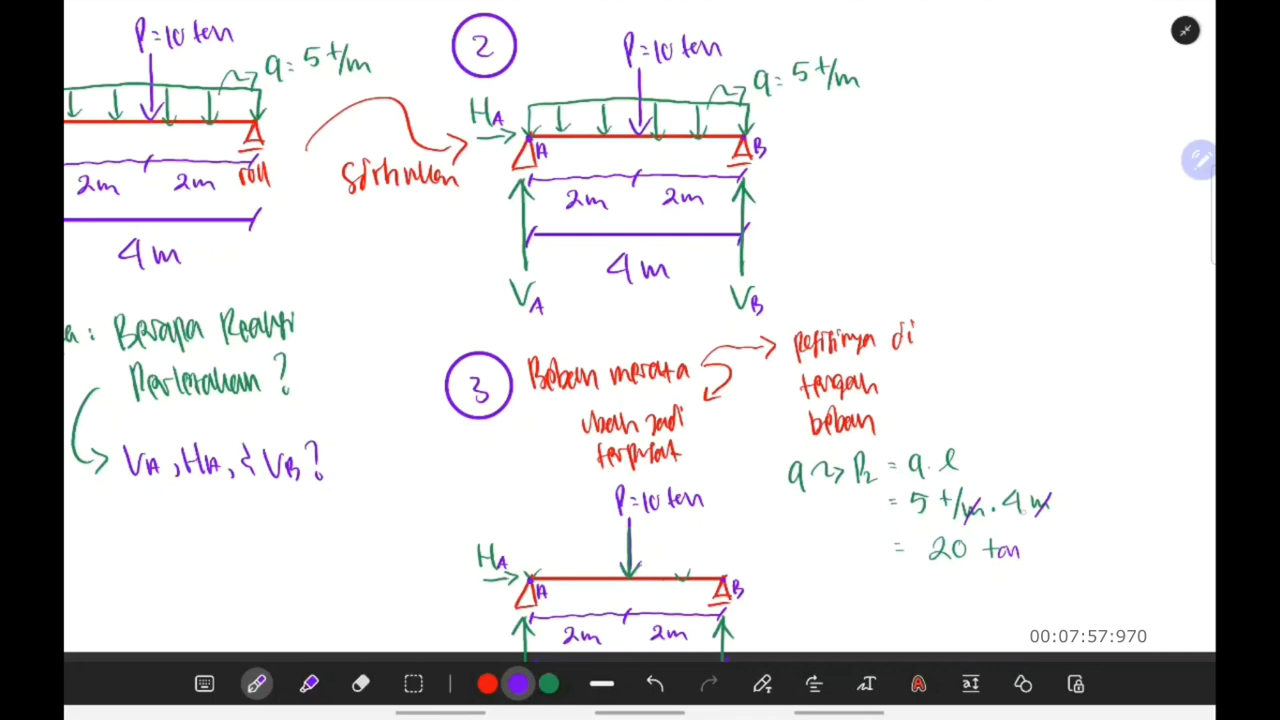 P=10 ton
q = 5 t/m
2m
2m
roll
4 m
2
P=10 ton
q = 5 t/m
HA
A
B
2m
2m
4 m
VA
VB
a : Berapa Reaksi
Perletakan ?
VA, HA, & VB ?
3
Beban merata
ubah jadi
terpusat
posisinya di
tengah
beban
q ~> P2 = q . l
= 5 t/m . 4 m
= 20 ton
P=10 ton
HA
A
B
2m
2m
00:07:57:970